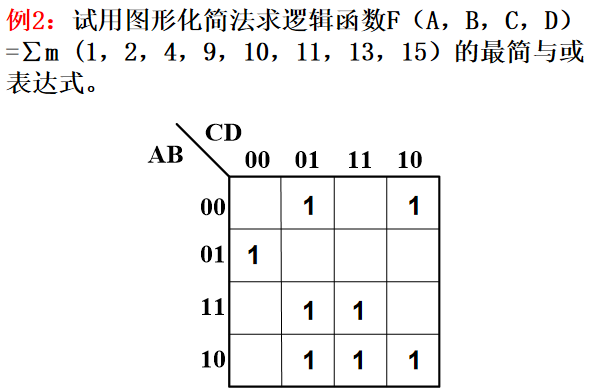 例2：试用图形化简法求逻辑函数F（A，B，C，D）
=∑m（1，2，4，9，10，11，13，15）的最简与或
表达式。
CD
AB 00 01 11 10
00 1 1
01 1
11 1 1
10 1 1 1